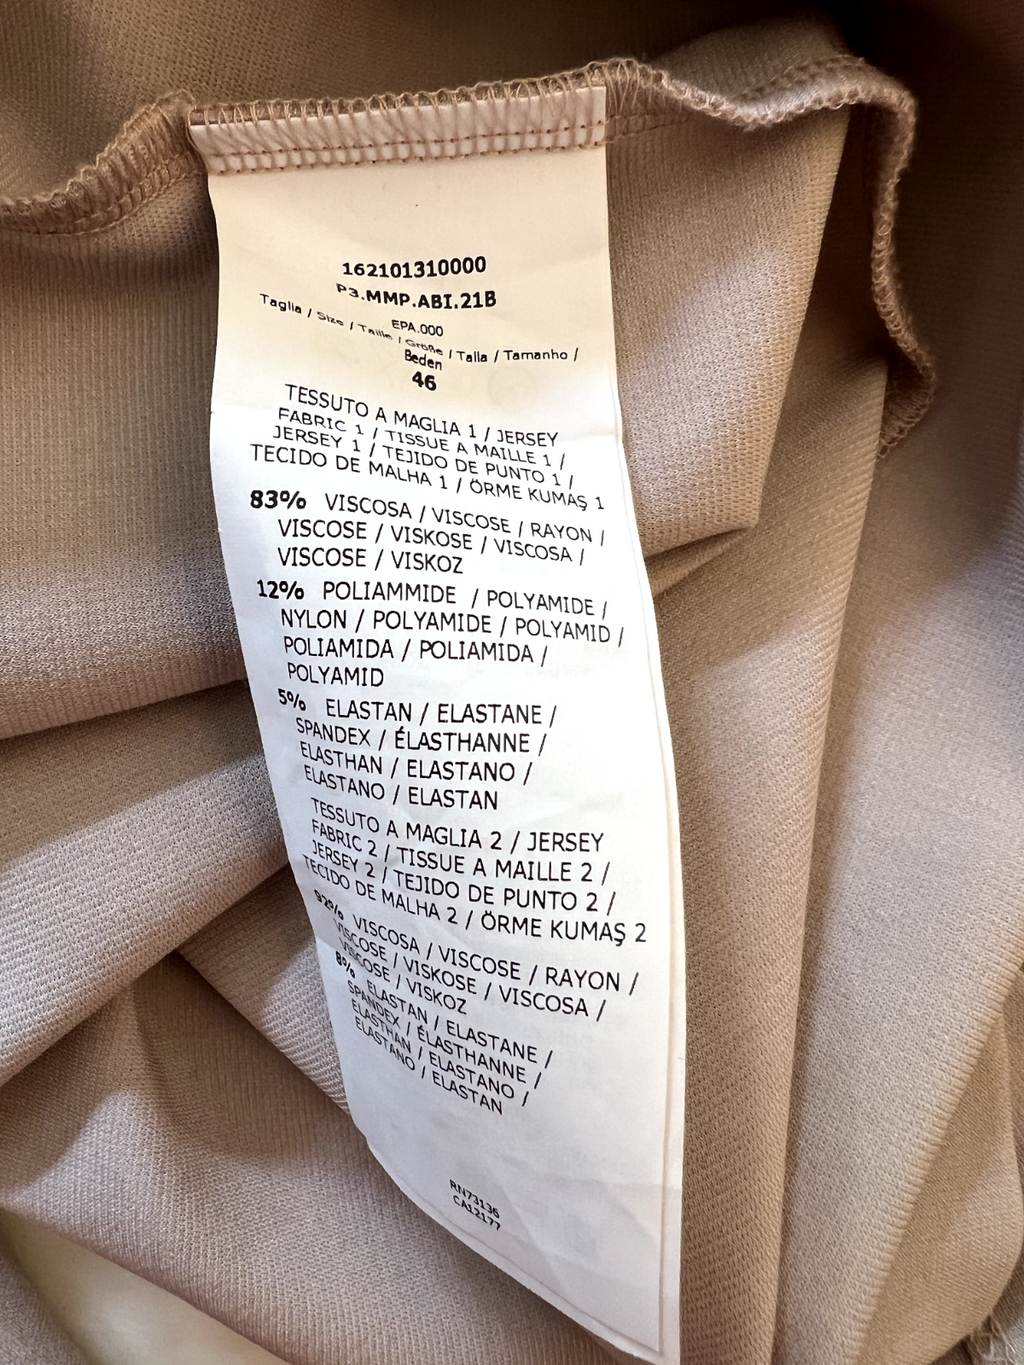 162101310000
P3.MMP.ABI.21B
EPA.000
Taglia / Size / Taille / Größe / Talla / Tamanho /
Beden
46
TESSUTO A MAGLIA 1 / JERSEY
FABRIC 1 / TISSUE A MAILLE 1 /
JERSEY 1 / TEJIDO DE PUNTO 1 /
TECIDO DE MALHA 1 / ÖRME KUMAŞ 1
83% VISCOSA / VISCOSE / RAYON /
VISCOSE / VISKOSE / VISCOSA /
VISCOSE / VISKOZ
12% POLIAMMIDE / POLYAMIDE /
NYLON / POLYAMIDE / POLYAMID /
POLIAMIDA / POLIAMIDA /
POLYAMID
5% ELASTAN / ELASTANE /
SPANDEX / ÉLASTHANNE /
ELASTHAN / ELASTANO /
ELASTANO / ELASTAN
TESSUTO A MAGLIA 2 / JERSEY
FABRIC 2 / TISSUE A MAILLE 2 /
JERSEY 2 / TEJIDO DE PUNTO 2 /
TECIDO DE MALHA 2 / ÖRME KUMAŞ 2
92% VISCOSA / VISCOSE / RAYON /
VISCOSE / VISKOSE / VISCOSA /
VISCOSE / VISKOZ
8% ELASTAN / ELASTANE /
SPANDEX / ÉLASTHANNE /
ELASTHAN / ELASTANO /
ELASTANO / ELASTAN
RN73136
CA12177